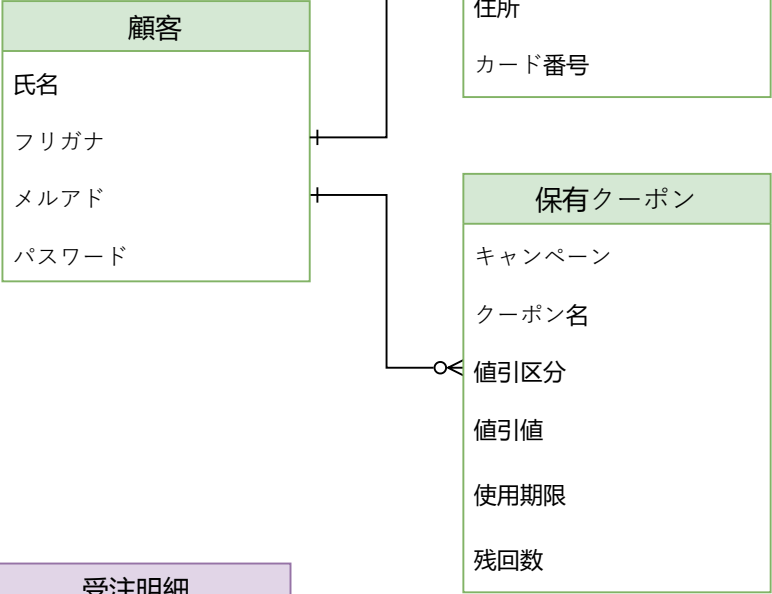 顧客
氏名
フリガナ
メルアド
パスワード
住所
カード番号
保有クーポン
キャンペーン
クーポン名
値引区分
値引値
使用期限
残回数
受注明細